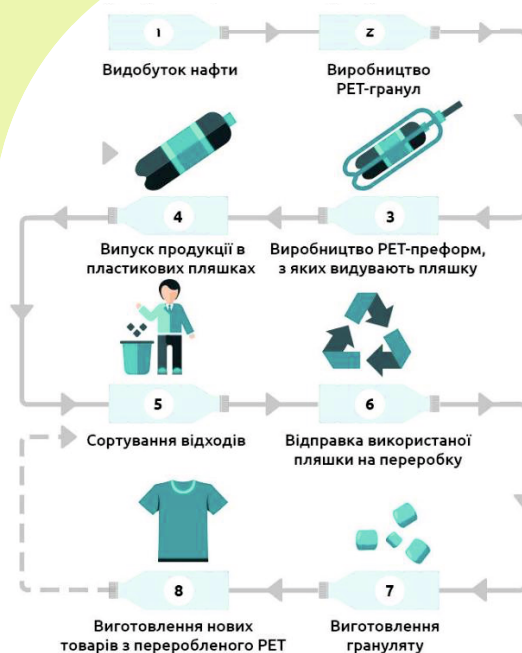 1
2
Видобуток нафти
Виробництво
PET-гранул
4
3
Випуск продукції в
пластикових пляшках
Виробництво PET-преформ,
з яких видувають пляшку
5
6
Сортування відходів
Відправка використаної
пляшки на переробку
8
7
Виготовлення нових
товарів з переробленого PET
Виготовлення
грануляту